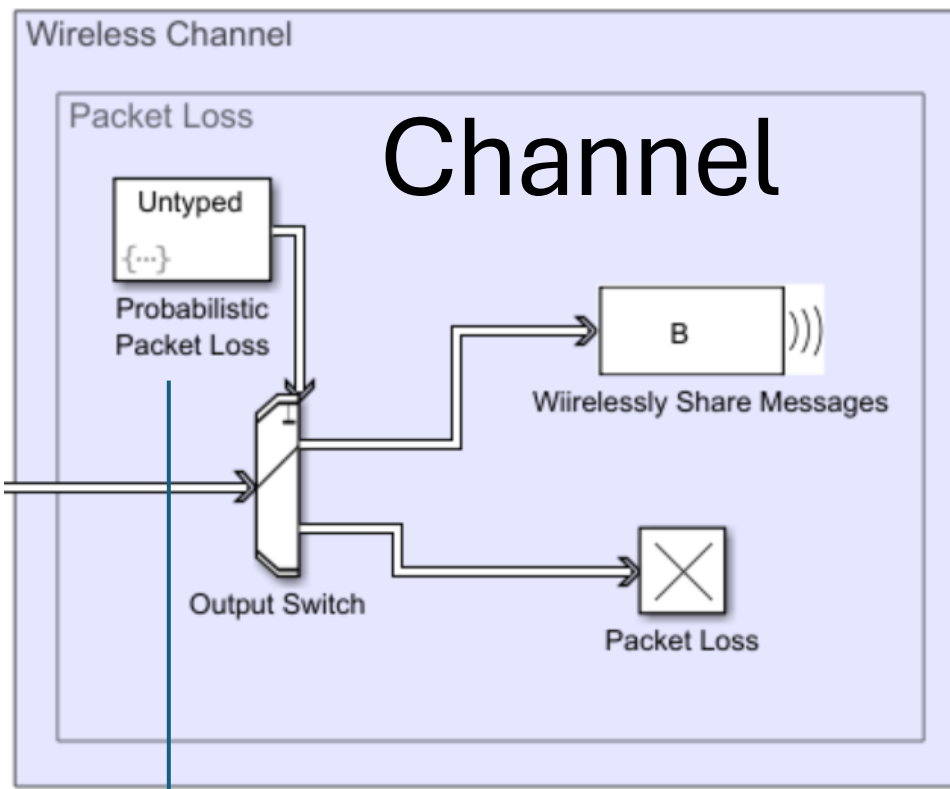 Wireless Channel
Packet Loss
Channel
Untyped
{...}
Probabilistic
Packet Loss
B
Wiirelessly Share Messages
Output Switch
Packet Loss